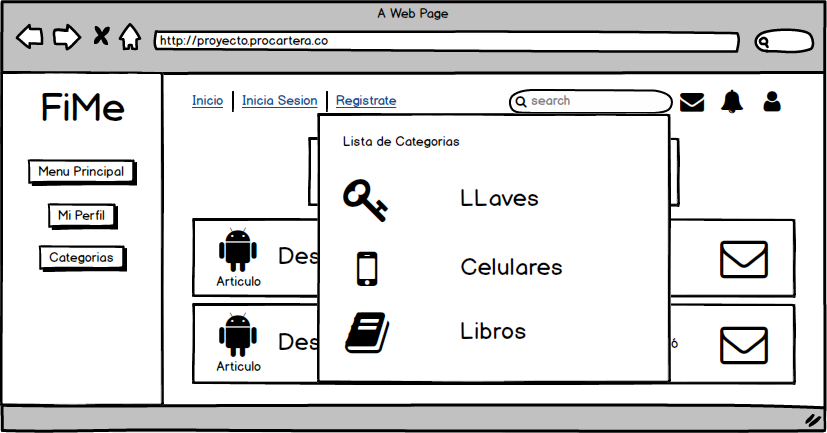 A Web Page
http://proyecto.procartera.co
FiMe
Inicio
Inicia Sesion
Registrate
search
Menu Principal
Mi Perfil
Categorias
Lista de Categorias
LLaves
Celulares
Libros
Des
Articulo
Des
ó
Articulo